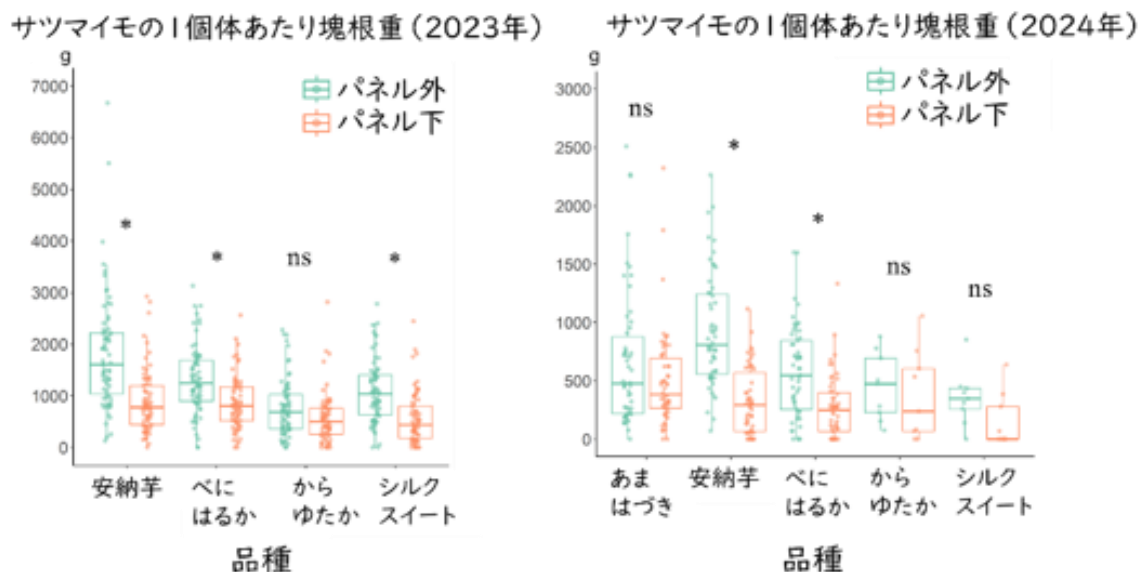 サツマイモの1個体あたり塊根重(2023年)
g
パネル外
パネル下
7000
6000
5000
4000
3000
2000
1000
0
*
*
ns
*
安納芋
べに
はるか
から
ゆたか
シルク
スイート
品種
サツマイモの1個体あたり塊根重(2024年)
g
パネル外
パネル下
3000
2500
2000
1500
1000
500
0
ns
*
*
ns
ns
あま
はづき
安納芋
べに
はるか
から
ゆたか
シルク
スイート
品種